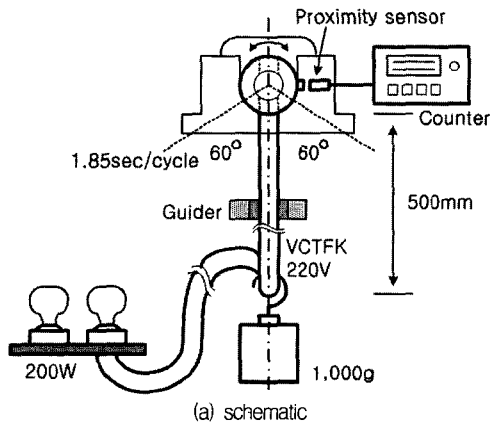 Proximity sensor
Counter
1.85sec/cycle
60°
60°
500mm
Guider
VCTFK
220V
200W
1,000g
(a) schematic